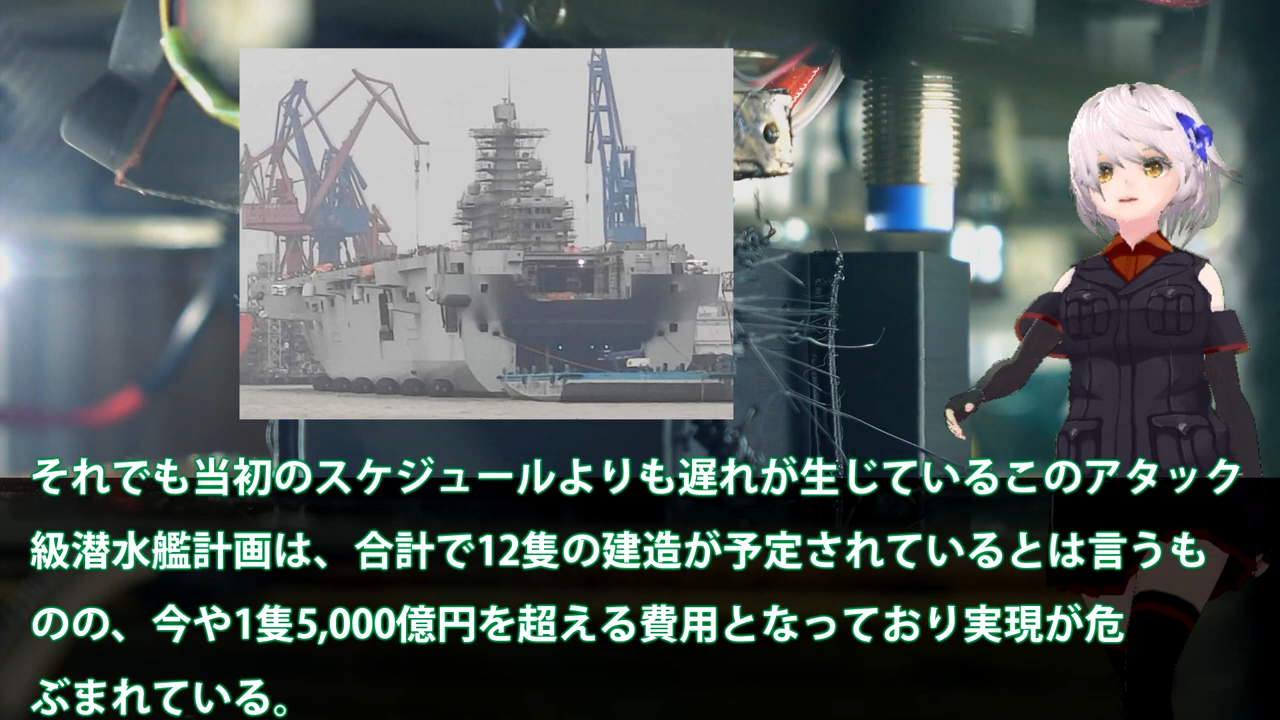 それでも当初のスケジュールよりも遅れが生じているこのアタック
級潜水艦計画は、合計で12隻の建造が予定されているとは言うも
のの、今や1隻5,000億円を超える費用となっており実現が危
ぶまれている。